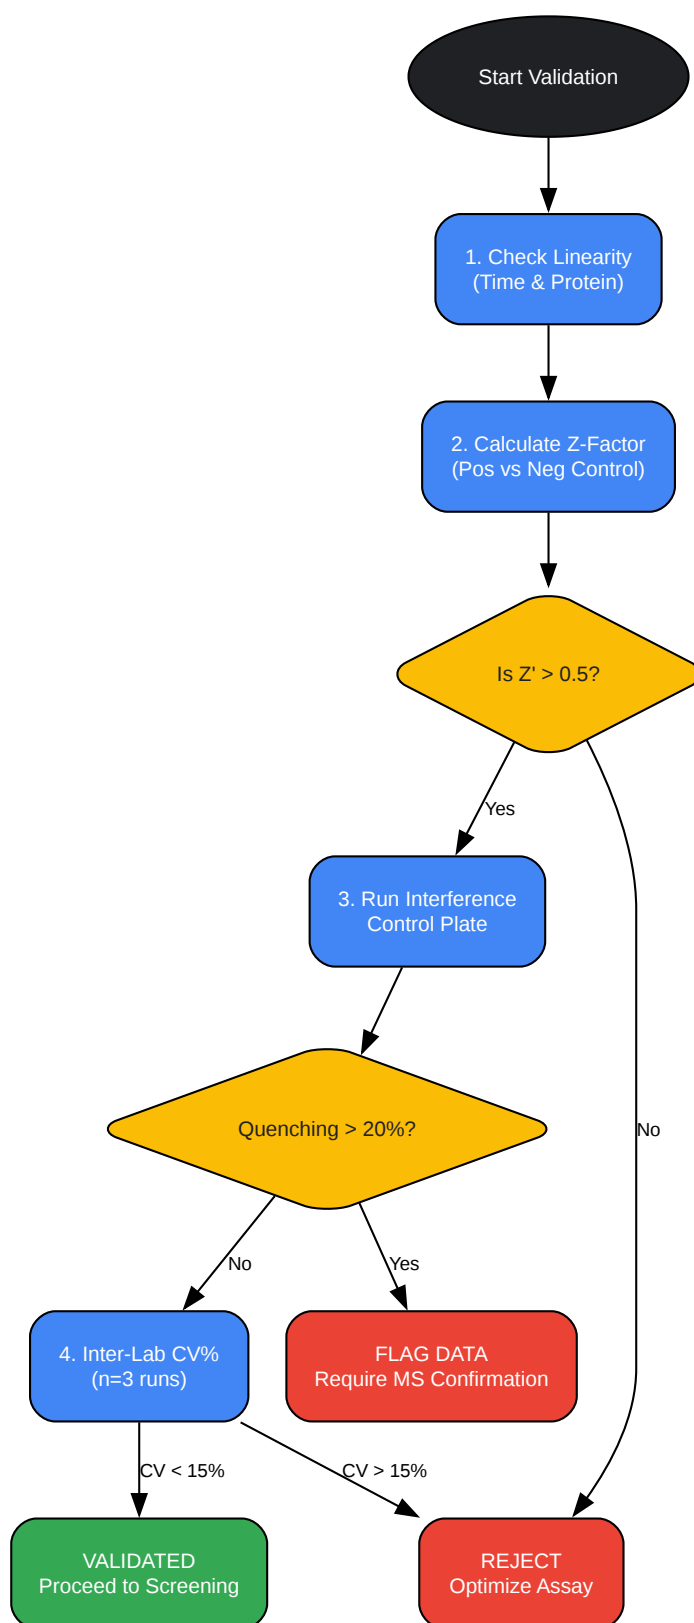 Start Validation
1. Check Linearity
(Time & Protein)
2. Calculate Z-Factor
(Pos vs Neg Control)
Is Z' > 0.5?
Yes
3. Run Interference
Control Plate
Quenching > 20%?
No
No
Yes
4. Inter-Lab CV%
(n=3 runs)
FLAG DATA
Require MS Confirmation
CV < 15%
CV > 15%
VALIDATED
Proceed to Screening
REJECT
Optimize Assay